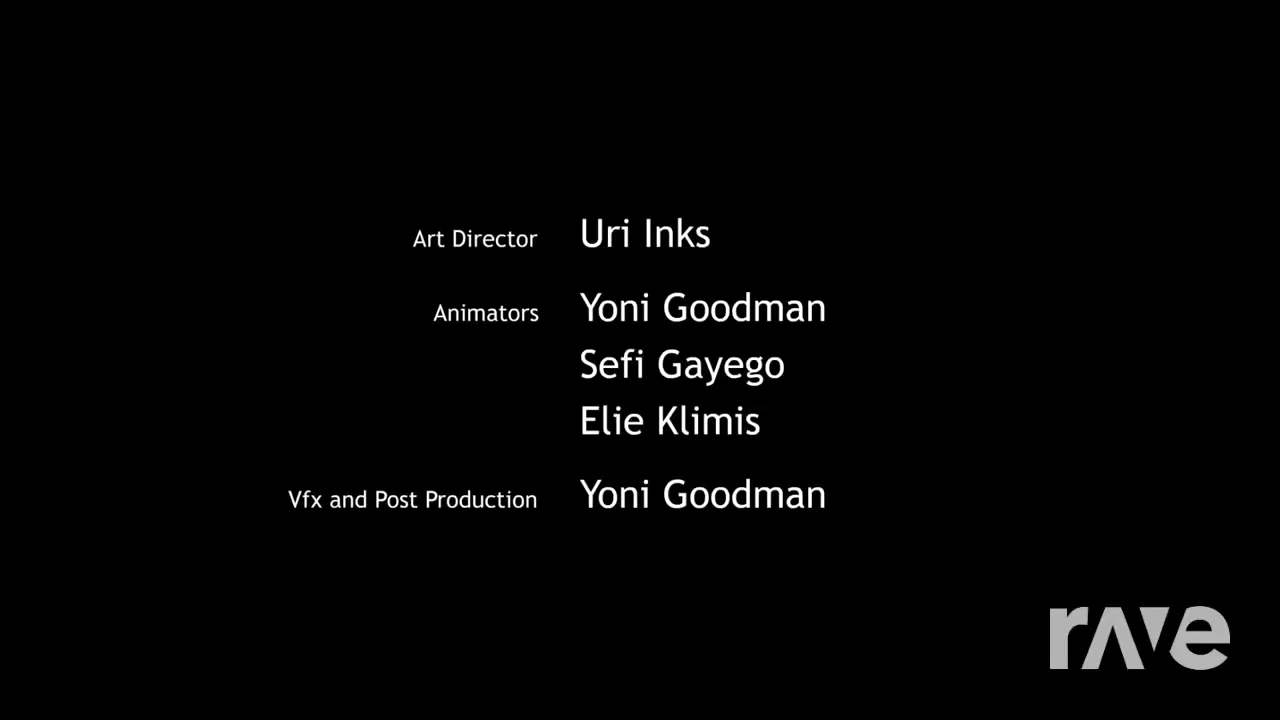 Art Director Uri Inks
Animators Yoni Goodman
Sefi Gayego
Elie Klimis
Vfx and Post Production Yoni Goodman
rave